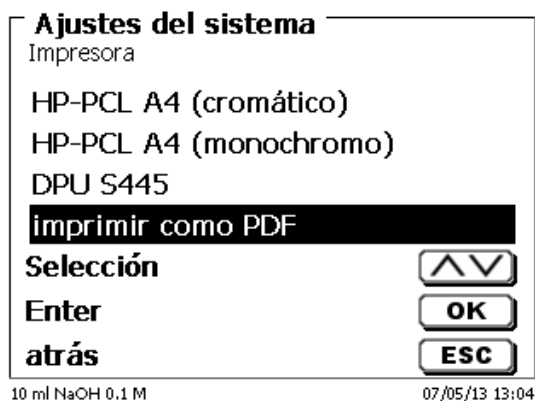 Ajustes del sistema
Impresora
HP-PCL A4 (cromático)
HP-PCL A4 (monochromo)
DPU S445
imprimir como PDF
Selección
Enter OK
atrás ESC
10 ml NaOH 0.1 M 07/05/13 13:04